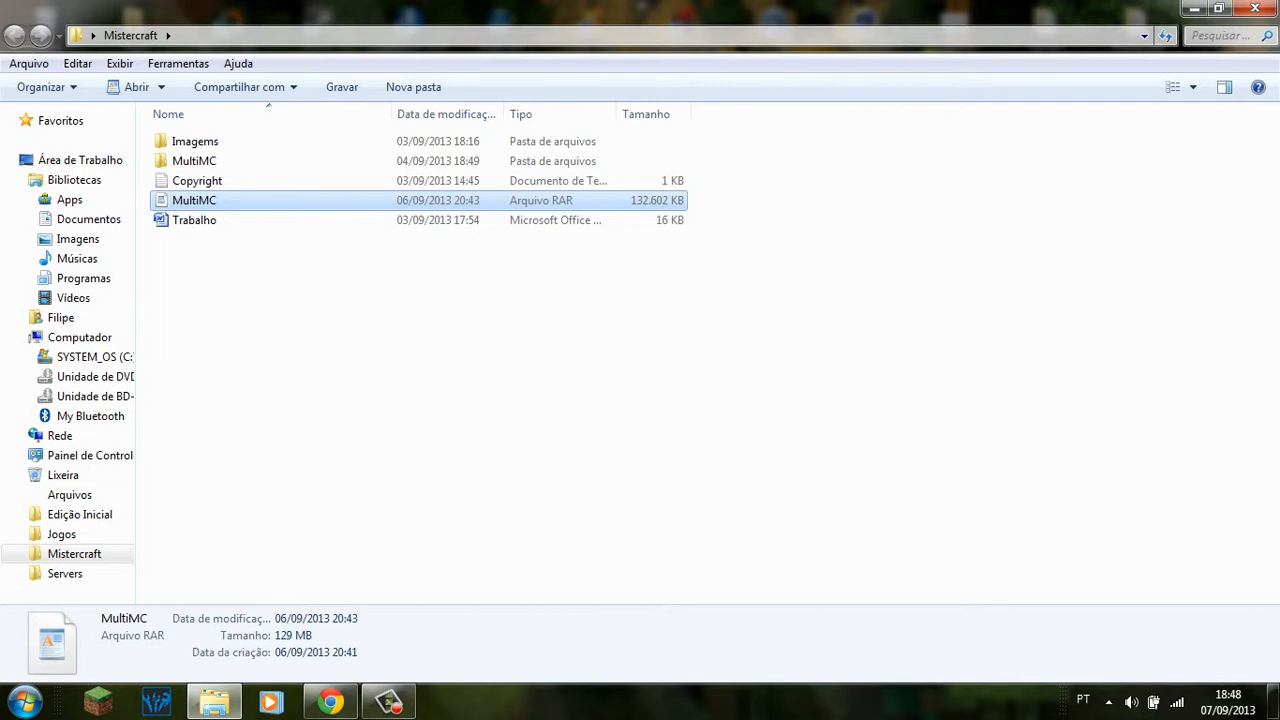 Mistercraft
Pesquisar ...
Arquivo Editar Exibir Ferramentas Ajuda
Organizar Abrir Compartilhar com Gravar Nova pasta
Nome Data de modificaç... Tipo Tamanho
Imagems 03/09/2013 18:16 Pasta de arquivos
MultiMC 04/09/2013 18:49 Pasta de arquivos
Copyright 03/09/2013 14:45 Documento de Te... 1 KB
MultiMC 06/09/2013 20:43 Arquivo RAR 132.602 KB
Trabalho 03/09/2013 17:54 Microsoft Office ... 16 KB
Favoritos
Área de Trabalho
Bibliotecas
Apps
Documentos
Imagens
Músicas
Programas
Vídeos
Filipe
Computador
SYSTEM_OS (C:
Unidade de DVD
Unidade de BD-
My Bluetooth
Rede
Painel de Control
Lixeira
Arquivos
Edição Inicial
Jogos
Mistercraft
Servers
MultiMC Data de modificaç... 06/09/2013 20:43
Arquivo RAR Tamanho: 129 MB
Data da criação: 06/09/2013 20:41
PT
18:48
07/09/2013